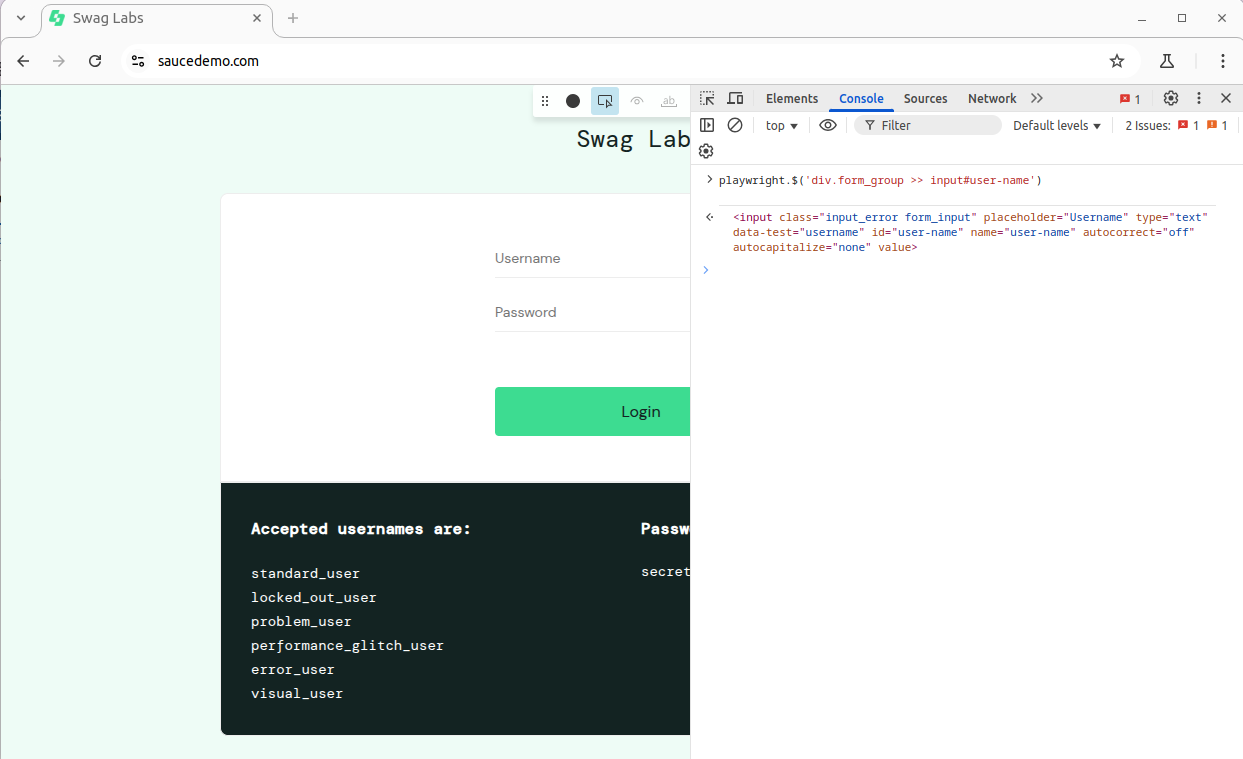 Swag Labs
saucedemo.com
ab
Swag Lab
Username
Password
Login
Accepted usernames are:
standard_user
locked_out_user
problem_user
performance_glitch_user
error_user
visual_user
Passw
secret
Elements Console Sources Network 1
top Filter Default levels 2 Issues: 1 1
playwright.$('div.form_group >> input#user-name')
<input class="input_error form_input" placeholder="Username" type="text"
data-test="username" id="user-name" name="user-name" autocorrect="off"
autocapitalize="none" value>